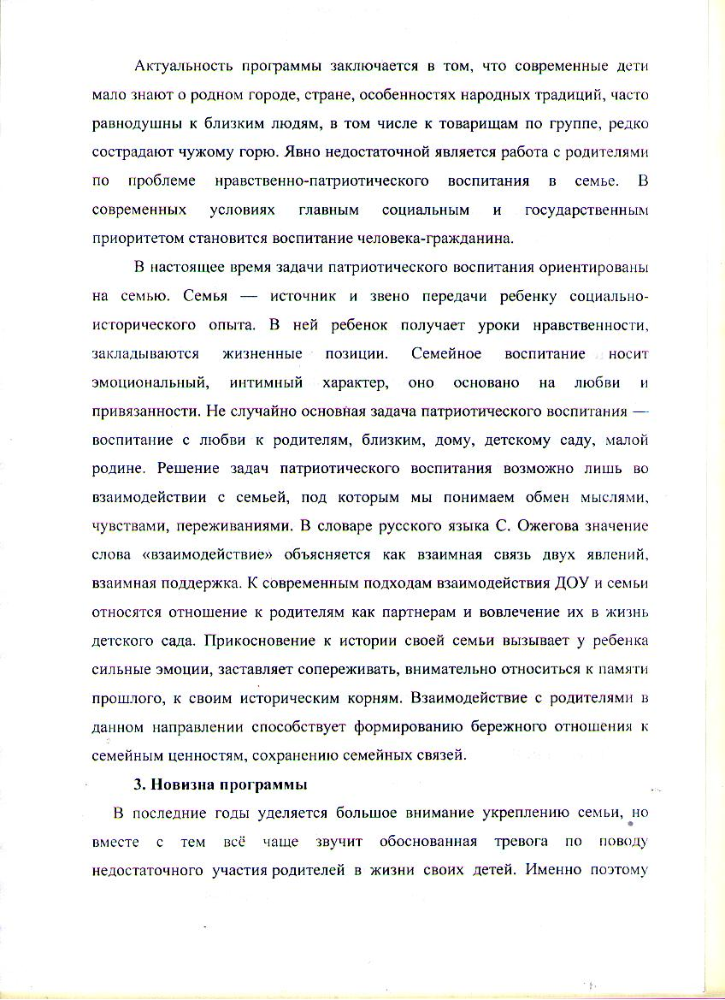 Актуальность программы заключается в том, что современные дети
мало знают о родном городе, стране, особенностях народных традиций, часто
равнодушны к близким людям, в том числе к товарищам по группе, редко
сострадают чужому горю. Явно недостаточной является работа с родителями
по проблеме нравственно-патриотического воспитания в семье. В
современных условиях главным социальным и государственным
приоритетом становится воспитание человека-гражданина.
В настоящее время задачи патриотического воспитания ориентированы
на семью. Семья — источник и звено передачи ребенку социально-
исторического опыта. В ней ребенок получает уроки нравственности,
закладываются жизненные позиции. Семейное воспитание носит
эмоциональный, интимный характер, оно основано на любви и
привязанности. Не случайно основная задача патриотического воспитания —
воспитание с любви к родителям, близким, дому, детскому саду, малой
родине. Решение задач патриотического воспитания возможно лишь во
взаимодействии с семьей, под которым мы понимаем обмен мыслями,
чувствами, переживаниями. В словаре русского языка С. Ожегова значение
слова «взаимодействие» объясняется как взаимная связь двух явлений,
взаимная поддержка. К современным подходам взаимодействия ДОУ и семьи
относятся отношение к родителям как партнерам и вовлечение их в жизнь
детского сада. Прикосновение к истории своей семьи вызывает у ребенка
сильные эмоции, заставляет сопереживать, внимательно относиться к памяти
прошлого, к своим историческим корням. Взаимодействие с родителями в
данном направлении способствует формированию бережного отношения к
семейным ценностям, сохранению семейных связей.
3. Новизна программы
В последние годы уделяется большое внимание укреплению семьи, но
вместе с тем всё чаще звучит обоснованная тревога по поводу
недостаточного участия родителей в жизни своих детей. Именно поэтому